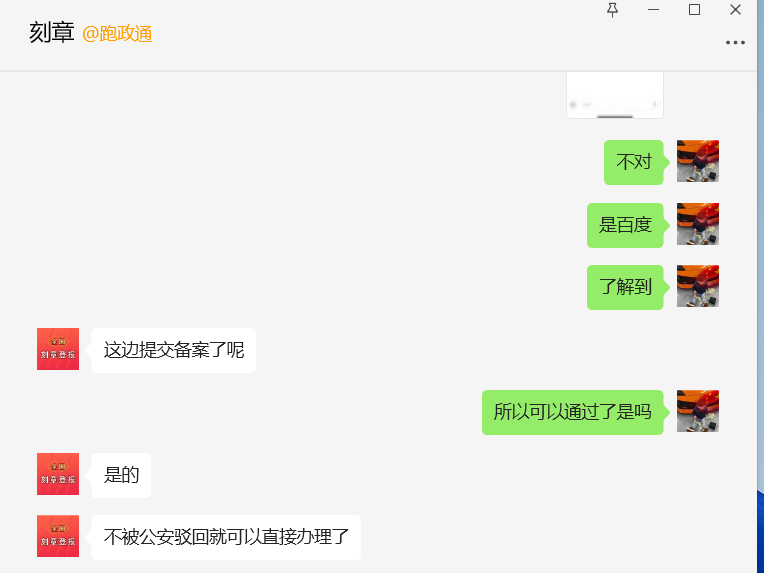 刻章 @跑政通
不对
是百度
了解到
全国
刻章登报
这边提交备案了呢
所以可以通过了是吗
全国
刻章登报
是的
全国
刻章登报
不被公安驳回就可以直接办理了